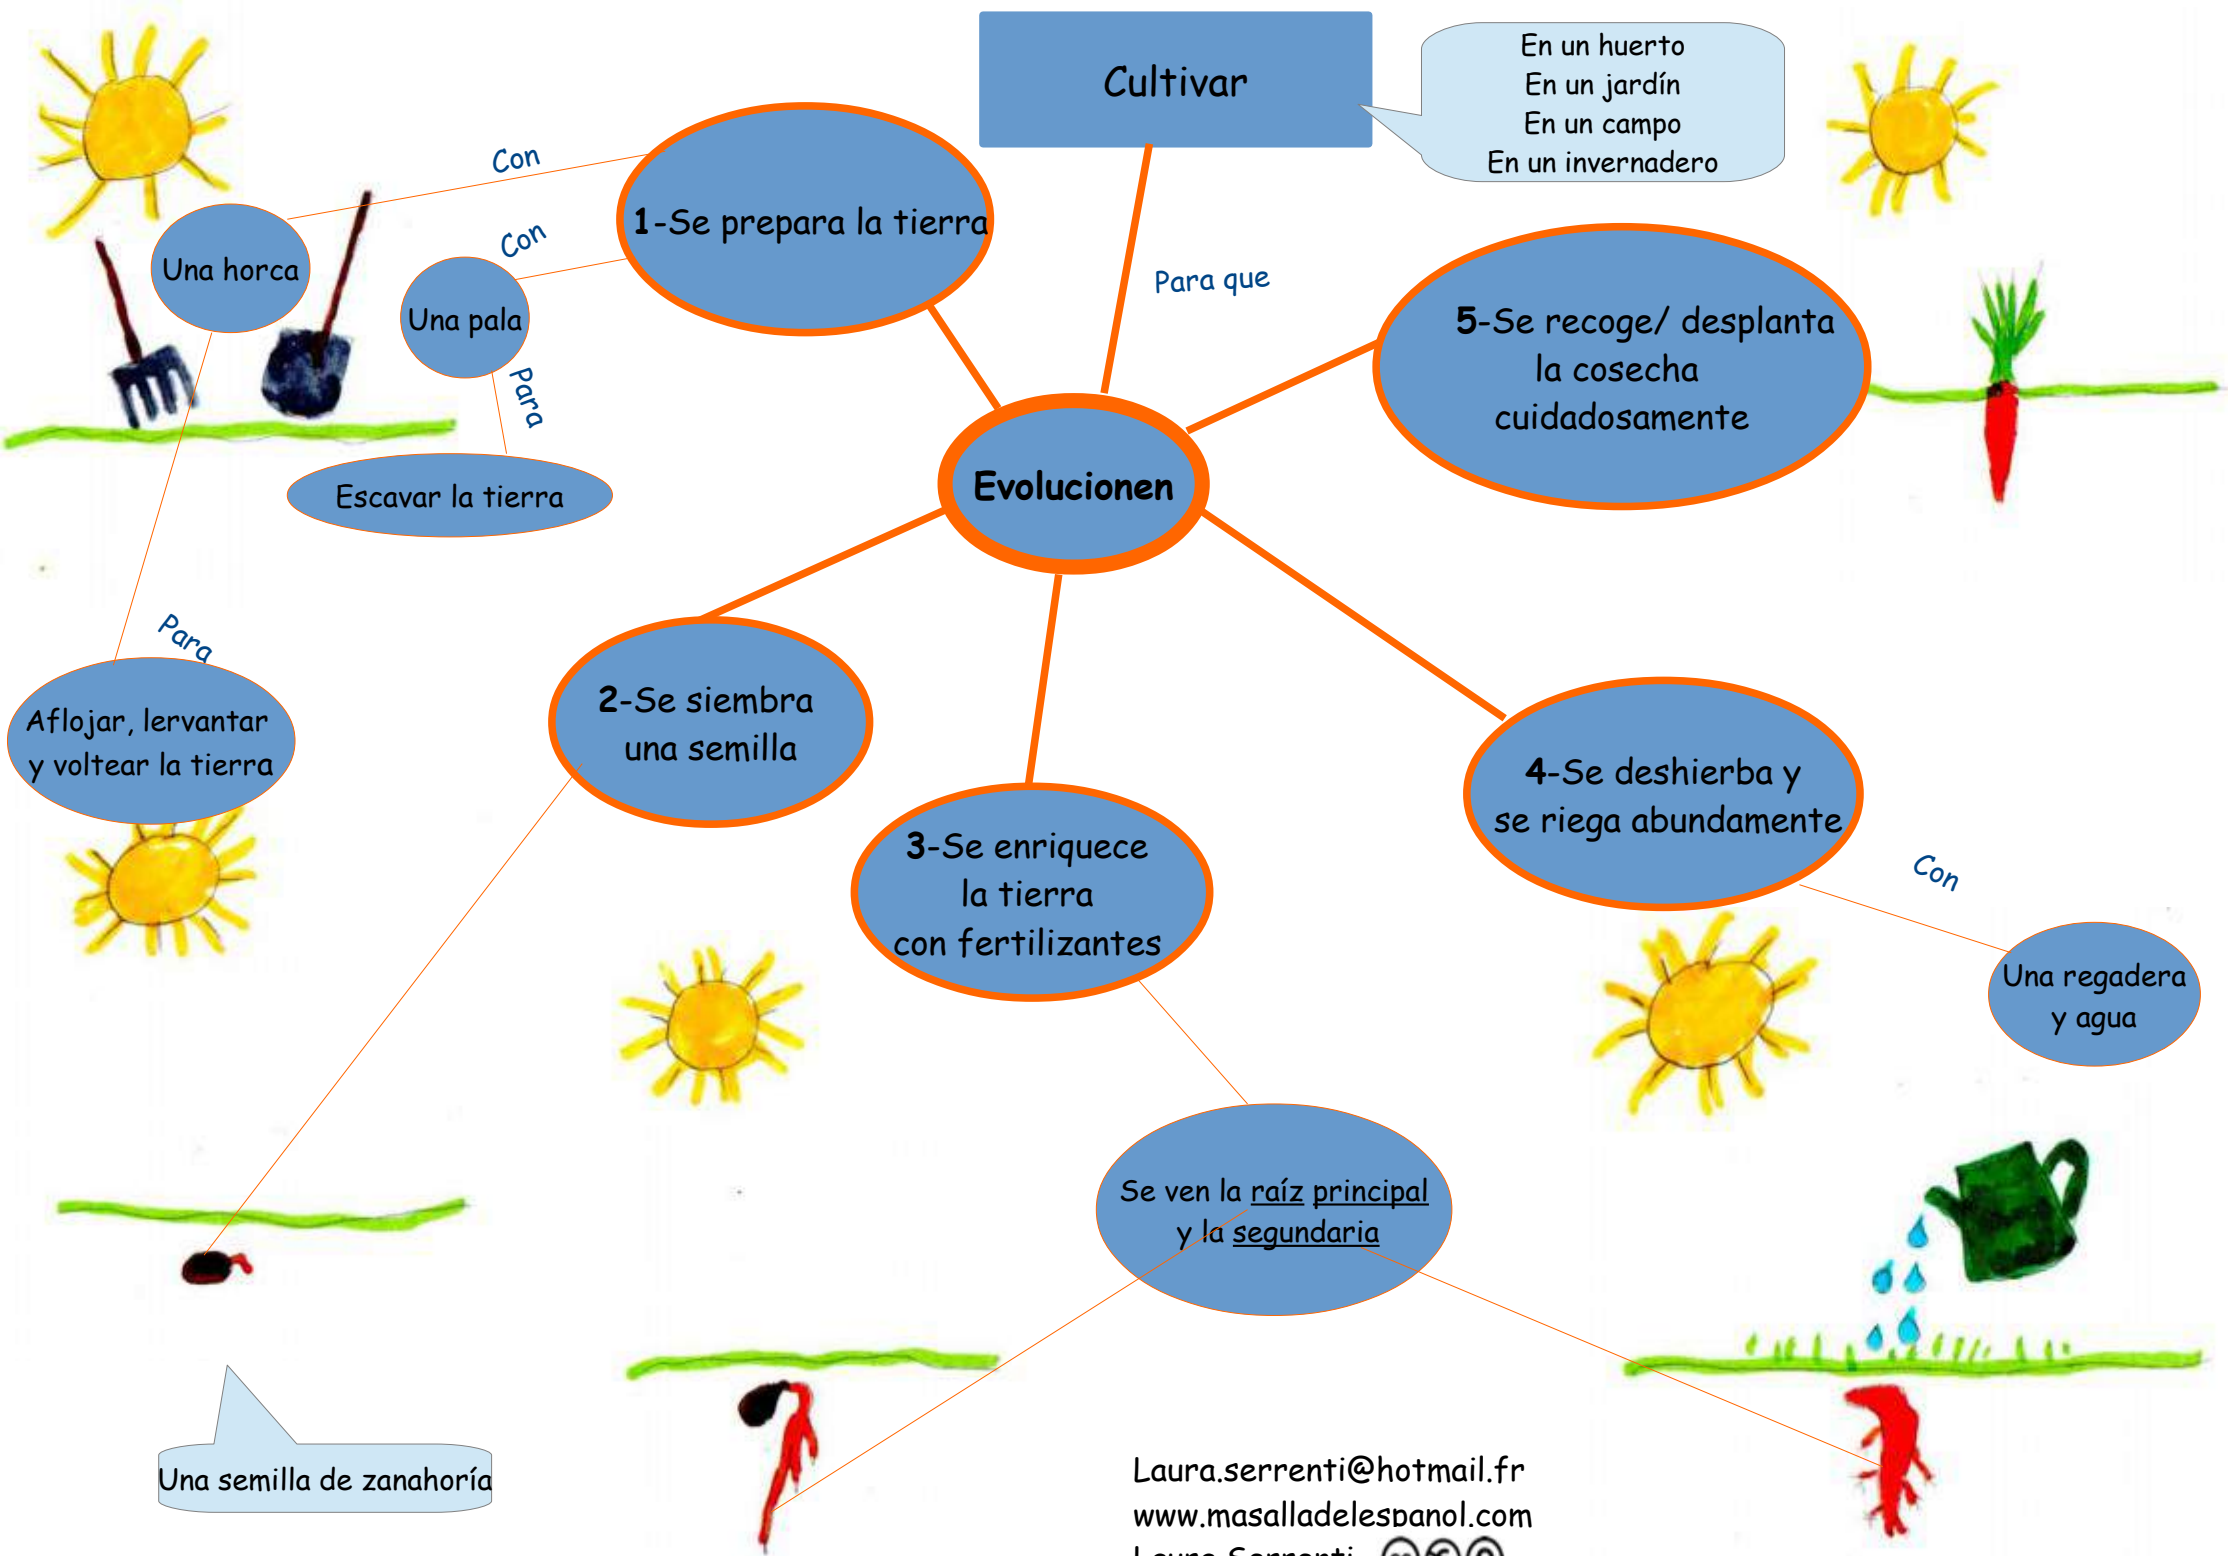 Cultivar
En un huerto
En un jardín
En un campo
En un invernadero
Para que
Evolucionen
1-Se prepara la tierra
Con
Una horca
Para
Aflojar, lervantar
y voltear la tierra
Con
Una pala
Para
Escavar la tierra
2-Se siembra
una semilla
Una semilla de zanahoría
3-Se enriquece
la tierra
con fertilizantes
Se ven la raíz principal
y la segundaria
4-Se deshierba y
se riega abundamente
Con
Una regadera
y agua
5-Se recoge/ desplanta
la cosecha
cuidadosamente
Laura.serrenti@hotmail.fr
www.masalladelespanol.com
Laura Serrenti